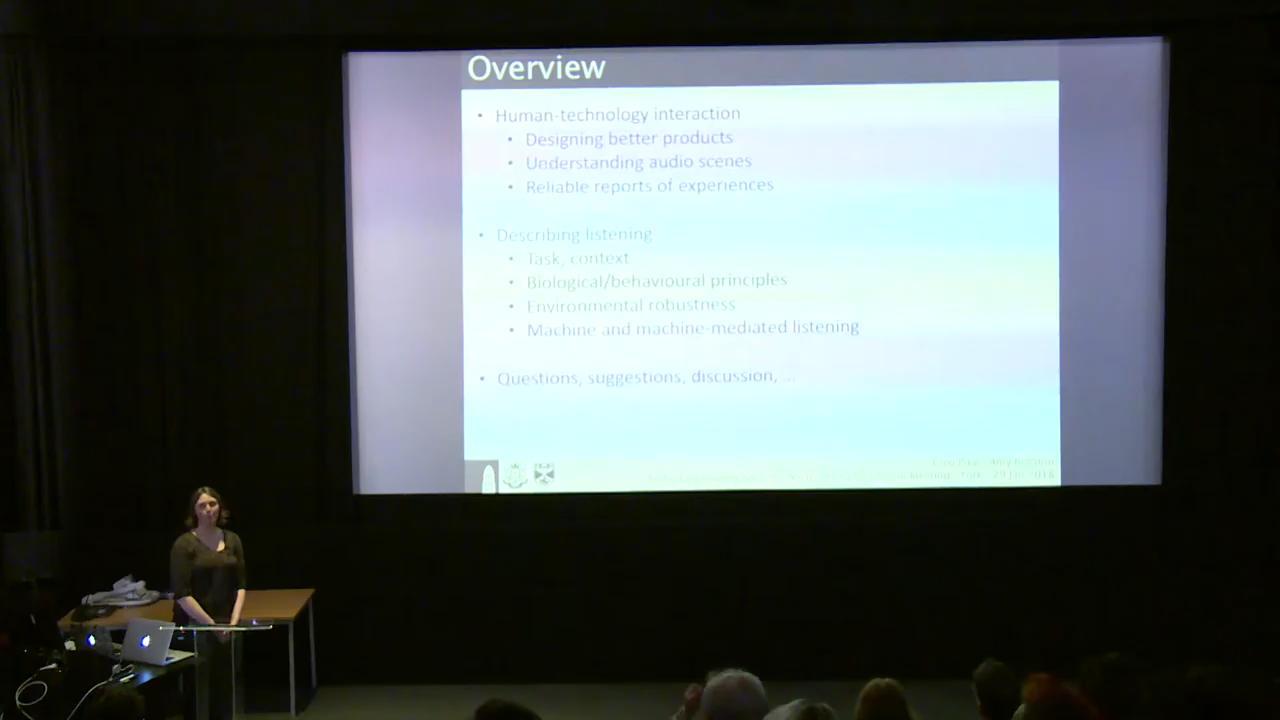 Overview
• Human-technology interaction
• Designing better products
• Understanding audio scenes
• Reliable reports of experiences
• Describing listening
• Task, context
• Biological/behavioural principles
• Environmental robustness
• Machine and machine-mediated listening
• Questions, suggestions, discussion, ...